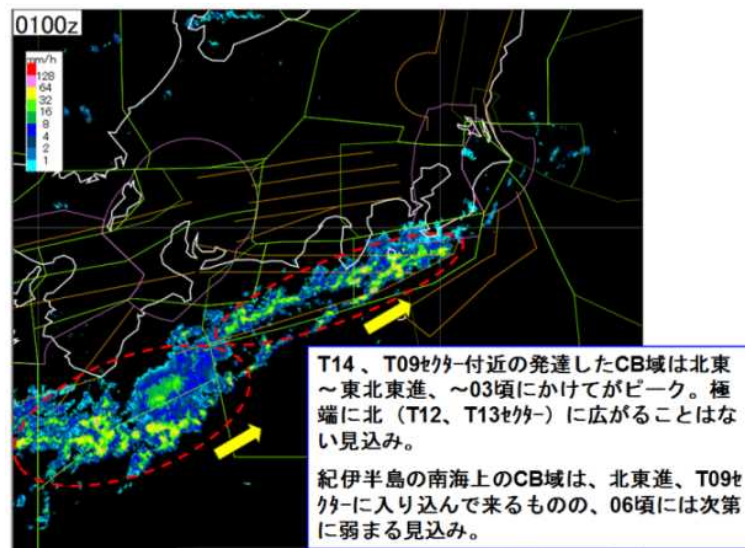 0100z
mm/h
128
64
32
16
8
4
2
1
T14 、T09ｾｸﾀｰ付近の発達したCB域は北東
～東北東進、～03頃にかけてがピーク。極
端に北（T12、T13ｾｸﾀｰ）に広がることはな
い見込み。
紀伊半島の南海上のCB域は、北東進、T09ｾ
ｸﾀｰに入り込んで来るものの、06頃には次第
に弱まる見込み。